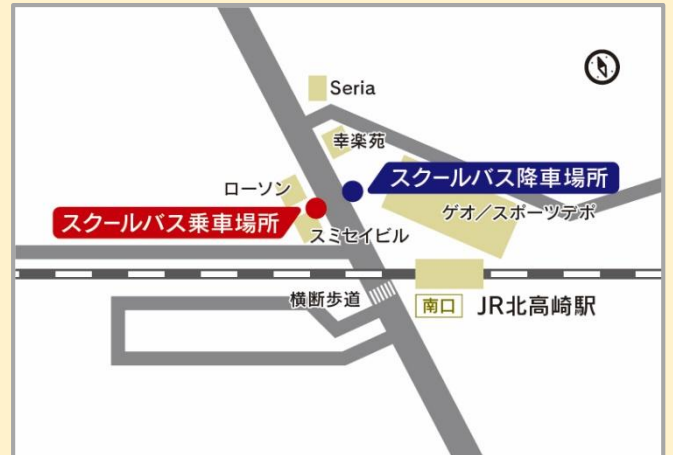 Seria
幸楽苑
スクールバス降車場所
ローソン
ゲオ／スポーツデポ
スクールバス乗車場所
スミセイビル
横断歩道
南口
JR北高崎駅